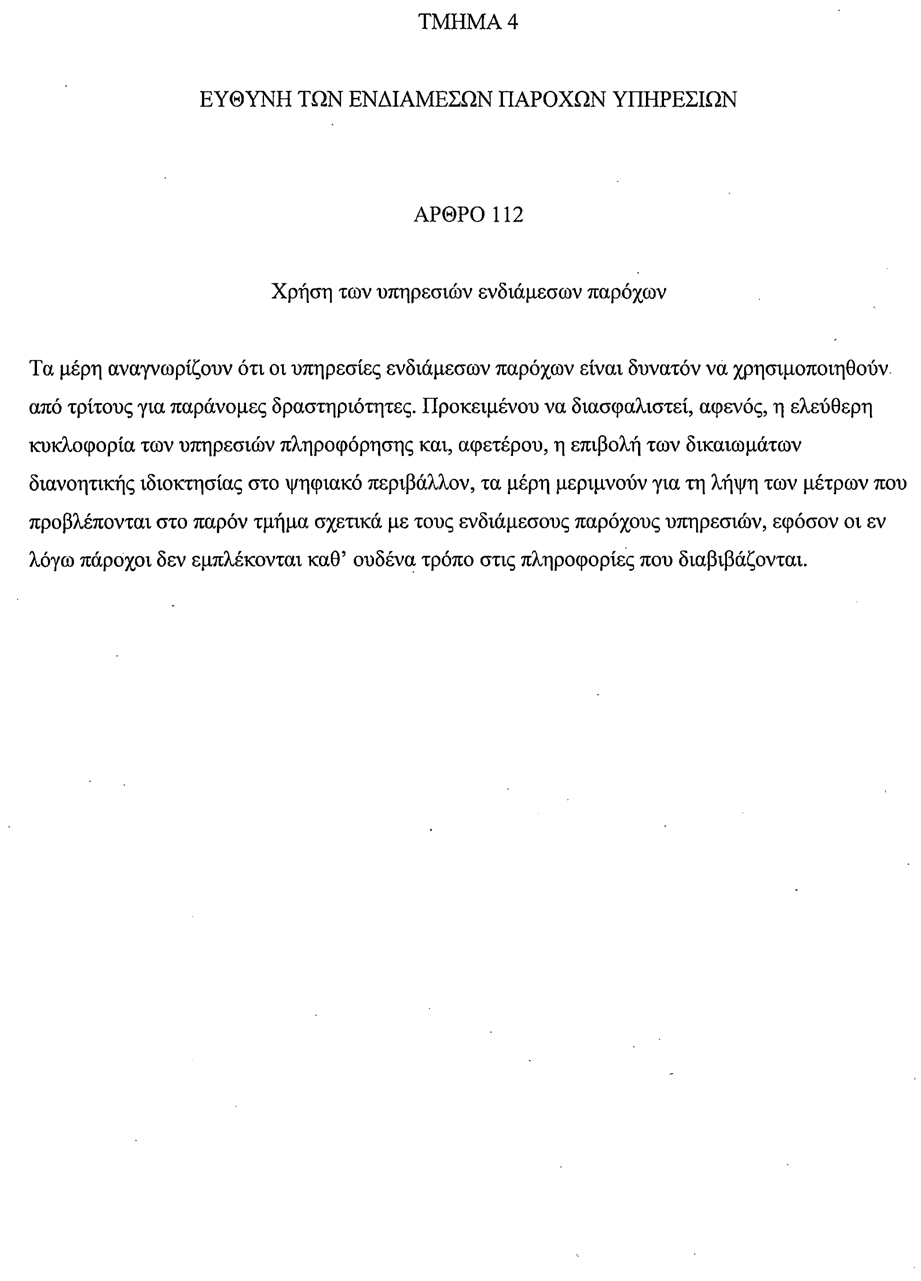 ΤΜΗΜΑ 4
ΕΥΘΥΝΗ ΤΩΝ ΕΝΔΙΑΜΕΣΩΝ ΠΑΡΟΧΩΝ ΥΠΗΡΕΣΙΩΝ
ΑΡΘΡΟ 112
Χρήση των υπηρεσιών ενδιάμεσων παρόχων
Τα μέρη αναγνωρίζουν ότι οι υπηρεσίες ενδιάμεσων παρόχων είναι δυνατόν να χρησιμοποιηθούν
από τρίτους για παράνομες δραστηριότητες. Προκειμένου να διασφαλιστεί, αφενός, η ελεύθερη
κυκλοφορία των υπηρεσιών πληροφόρησης και, αφετέρου, η επιβολή των δικαιωμάτων
διανοητικής ιδιοκτησίας στο ψηφιακό περιβάλλον, τα μέρη μεριμνούν για τη λήψη των μέτρων που
προβλέπονται στο παρόν τμήμα σχετικά με τους ενδιάμεσους παρόχους υπηρεσιών, εφόσον οι εν
λόγω πάροχοι δεν εμπλέκονται καθ’ ουδένα τρόπο στις πληροφορίες που διαβιβάζονται.